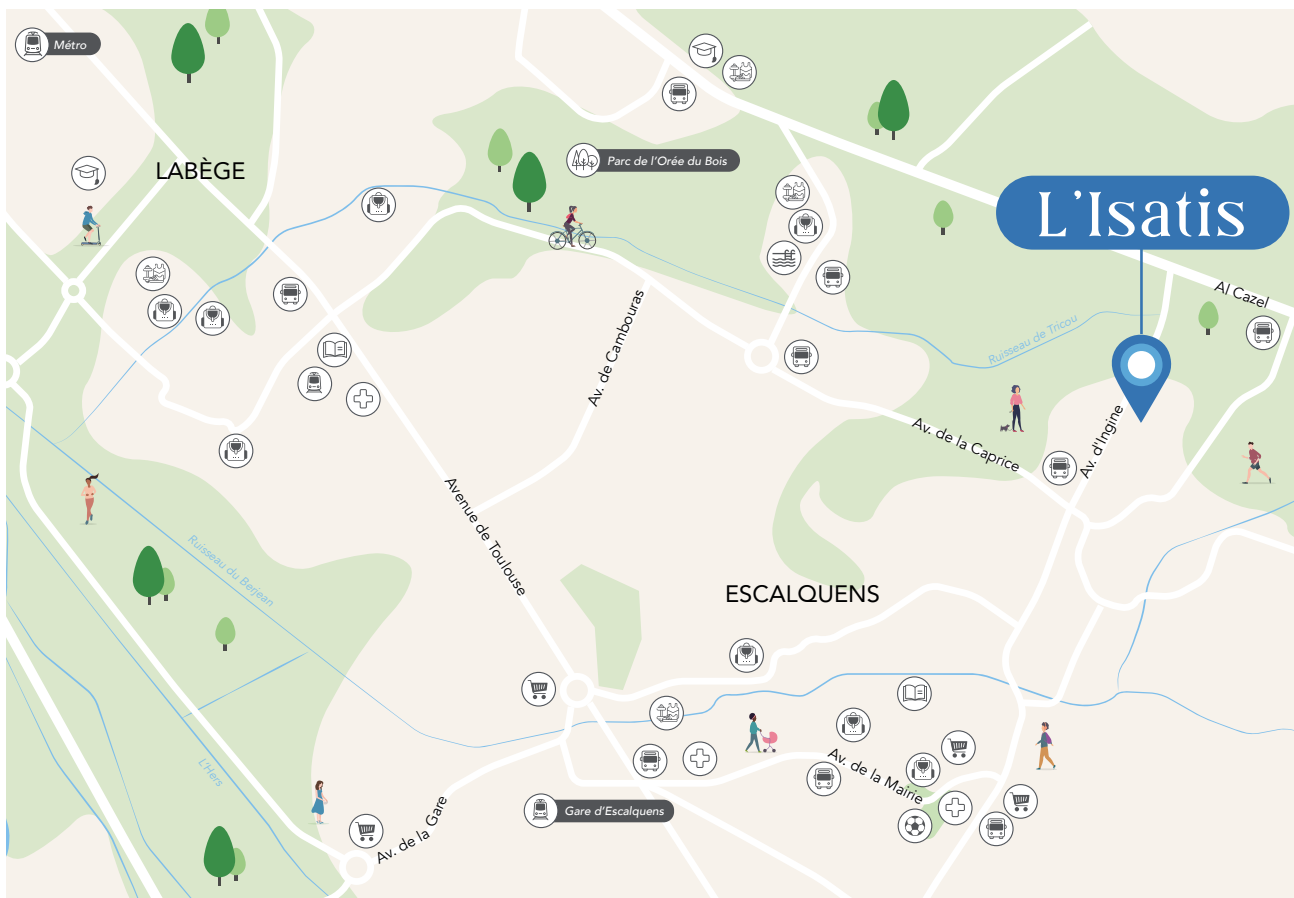 Métro
LABÈGE
Parc de l'Orée du Bois
L'Isatis
Al Cazel
Ruisseau de Tricou
Av. de Cambouras
Av. de la Caprice
Av. d'Ingine
Avenue de Toulouse
Ruisseau du Berjean
ESCALQUENS
L'Hers
Av. de la Mairie
Gare d'Escalquens
Av. de la Gare